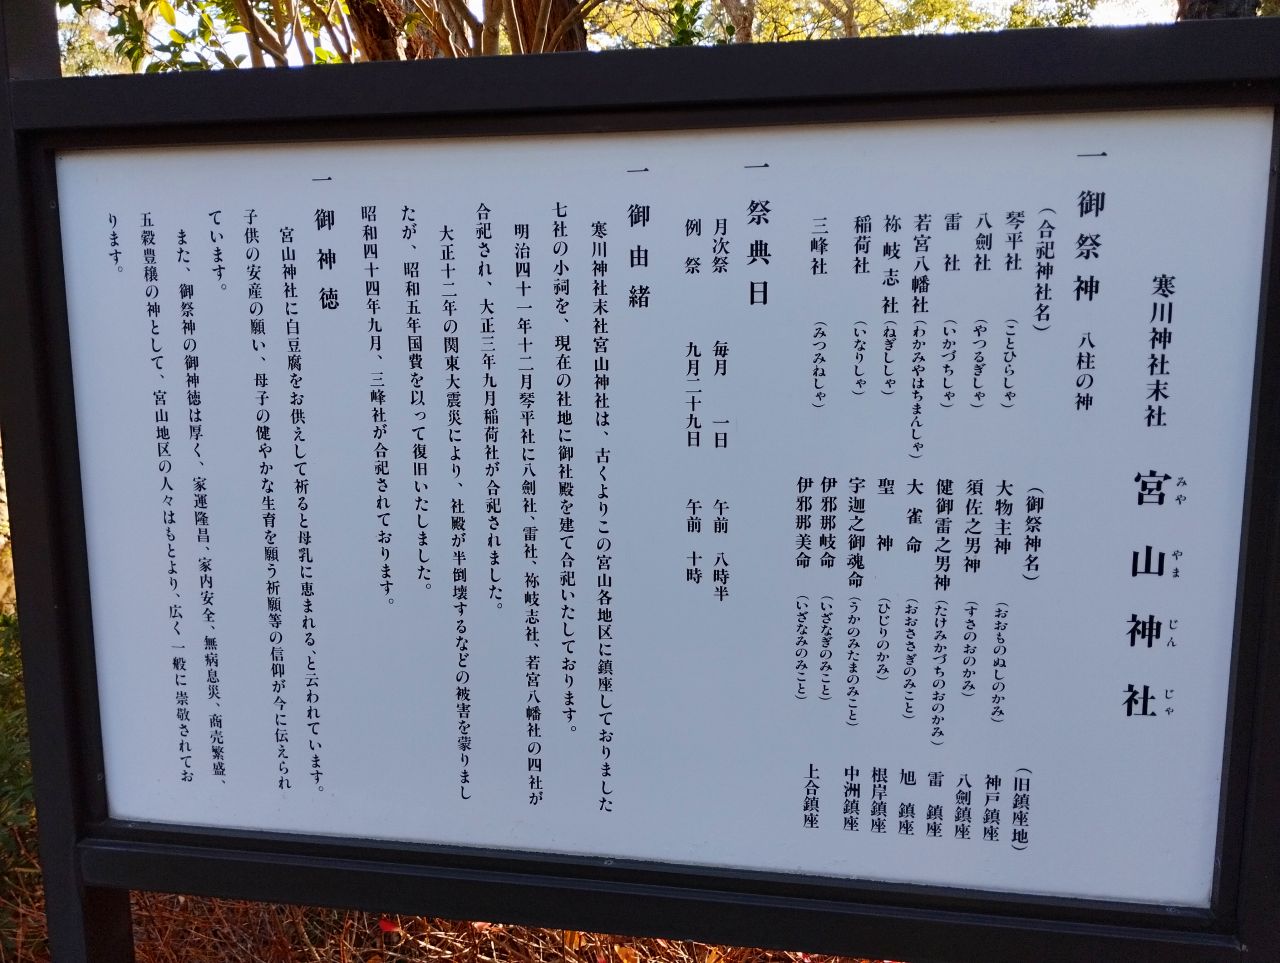 寒川神社末社 宮山神社
みや やま じん じゃ
一 御祭神 八柱の神
(合祀神社名) (御祭神名) (旧鎮座地)
琴平社 (ことひらしゃ) 大物主神 (おおものぬしのかみ) 神戸鎮座
八劍社 (やつるぎしゃ) 須佐之男神 (すさのおのかみ) 八劍鎮座
雷社 (いかづちしゃ) 健御雷之男神 (たけみかづちのおのかみ) 雷鎮座
若宮八幡社 (わかみやはちまんしゃ) 大雀命 (おおささぎのみこと) 旭鎮座
祢岐志社 (ねぎししゃ) 聖神 (ひじりのかみ) 根岸鎮座
稲荷社 (いなりしゃ) 宇迦之御魂命 (うかのみたまのみこと) 中洲鎮座
三峰社 (みつみねしゃ) 伊邪那岐命 (いざなぎのみこと) 上合鎮座
伊邪那美命 (いざなみのみこと)
一 祭典日
月次祭 毎月 一日 午前 八時半
例祭 九月二十九日 午前 十時
一 御由緒
寒川神社末社宮山神社は、古くよりこの宮山各地区に鎮座しておりました
七社の小祠を、現在の社地に御社殿を建て合祀いたしております。
明治四十一年十二月琴平社に八劍社、雷社、祢岐志社、若宮八幡社の四社が
合祀され、大正三年九月稲荷社が合祀されました。
大正十二年の関東大震災により、社殿が半倒壊するなどの被害を蒙りまし
たが、昭和五年国費を以って復旧いたしました。
昭和四十四年九月、三峰社が合祀されております。
一 御神徳
宮山神社に白豆腐をお供えして祈ると母乳に恵まれる、と云われています。
子供の安産の願い、母子の健やかな生育を願う祈願等の信仰が今に伝えられ
ています。
また、御祭神の御神徳は厚く、家運隆昌、家内安全、無病息災、商売繁盛、
五穀豊穣の神として、宮山地区の人々はもとより、広く一般に崇敬されてお
ります。